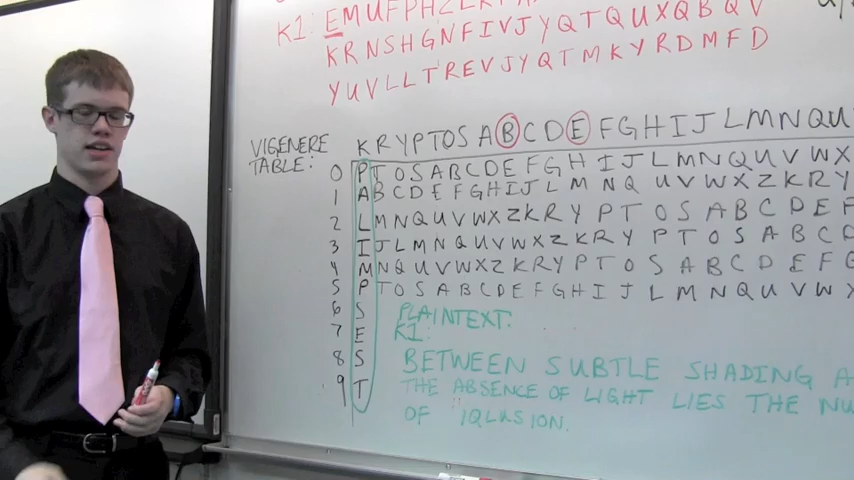 K1: EMUFPHZLR
KRNSHGNFIVJYQTQUXQBQV
YUVLLTREVJYQTMKYRDMFD
VIGENERE TABLE:
KRYPTOSABCDEFGHIJLMNQU
0 PTOSABCDEFGHIJLMNQUVWX
1 ABCDEFGHIJLMNQUVWXZKRY
2 LMNQUVWXZKRYPTOSABCDEF
3 IJLMNQUVWXZKRYPTOSABCD
4 MNQUVWXZKRYPTOSABCDEFG
5 PTOSABCDEFGHIJLMNQUVWX
6 S
7 E
8 S
9 T
PLAINTEXT:
K1:
BETWEEN SUBTLE SHADING A
THE ABSENCE OF LIGHT LIES THE NU
OF IQLUSION.